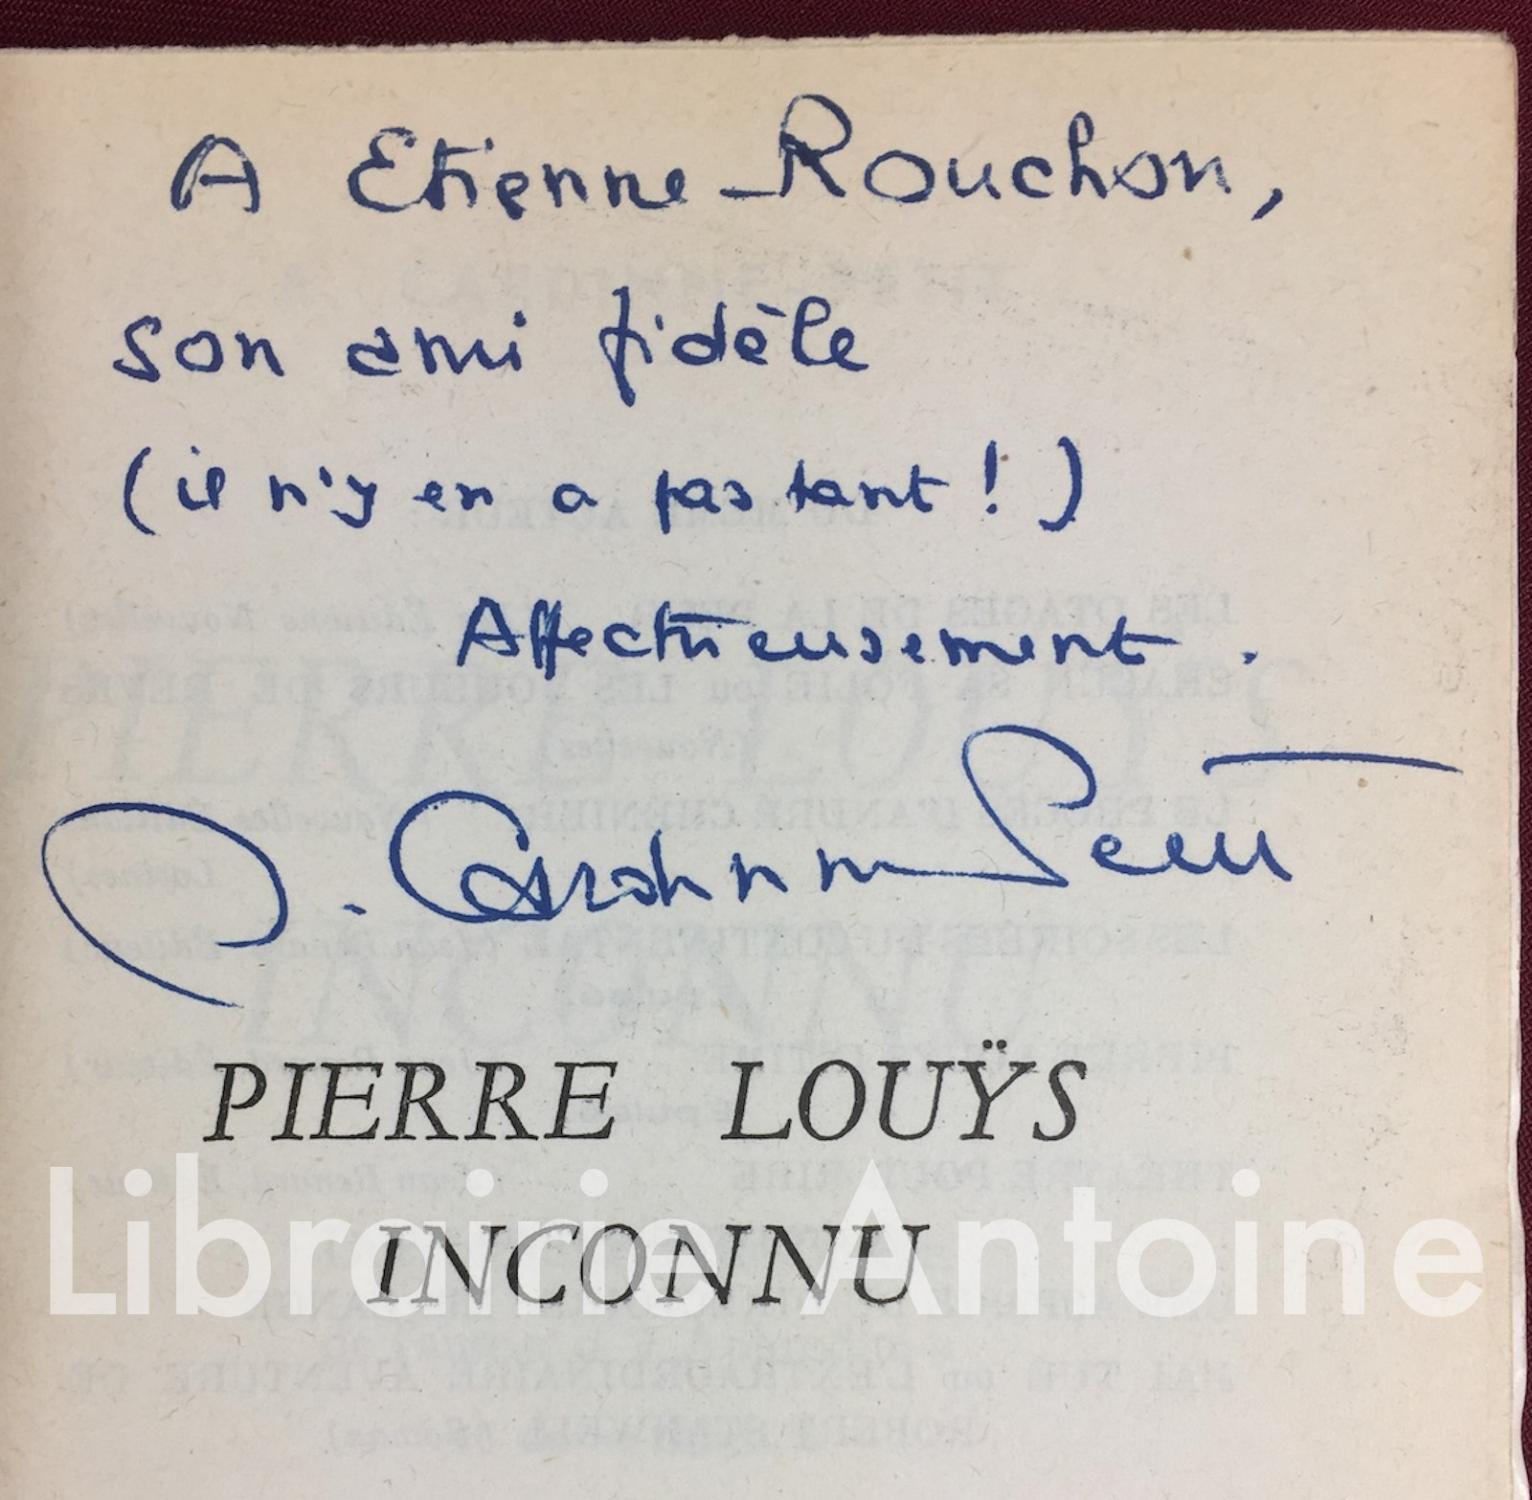 A Etienne Rouchon,
son ami fidèle
(il n'y en a pas tant ! )
Affectueusement.
PIERRE LOUŸS
INCONNU
Librairie Antoine